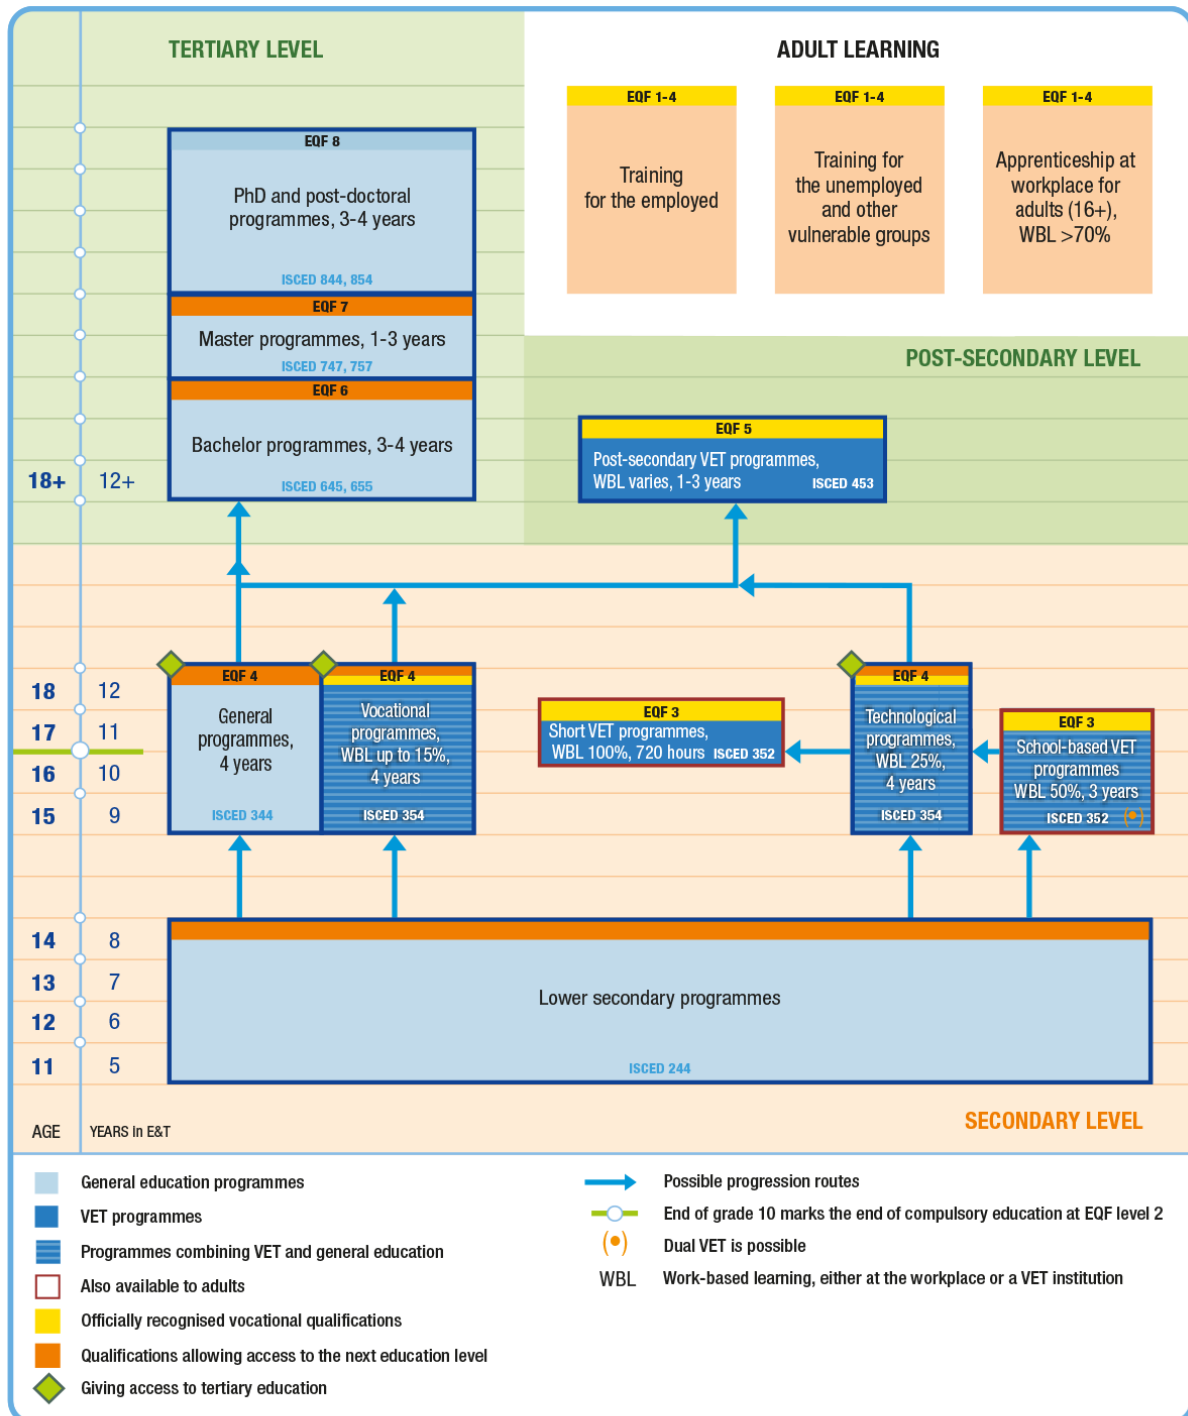 TERTIARY LEVEL
ADULT LEARNING
EQF 1-4
Training
for the employed
EQF 1-4
Training for
the unemployed
and other
vulnerable groups
EQF 1-4
Apprenticeship at
workplace for
adults (16+),
WBL >70%
EQF 8
PhD and post-doctoral
programmes, 3-4 years
ISCED 844, 854
EQF 7
Master programmes, 1-3 years
ISCED 747, 757
EQF 6
Bachelor programmes, 3-4 years
ISCED 645, 655
POST-SECONDARY LEVEL
EQF 5
Post-secondary VET programmes,
WBL varies, 1-3 years ISCED 453
18+ 12+
18 12
17 11
16 10
15 9
EQF 4
General
programmes,
4 years
ISCED 344
EQF 4
Vocational
programmes,
WBL up to 15%,
4 years
ISCED 354
EQF 3
Short VET programmes,
WBL 100%, 720 hours ISCED 352
EQF 4
Technological
programmes,
WBL 25%,
4 years
ISCED 354
EQF 3
School-based VET
programmes
WBL 50%, 3 years
ISCED 352
14 8
13 7
12 6
11 5
Lower secondary programmes
ISCED 244
AGE YEARS in E&T
SECONDARY LEVEL
General education programmes
VET programmes
Programmes combining VET and general education
Also available to adults
Officially recognised vocational qualifications
Qualifications allowing access to the next education level
Giving access to tertiary education
Possible progression routes
End of grade 10 marks the end of compulsory education at EQF level 2
Dual VET is possible
WBL Work-based learning, either at the workplace or a VET institution